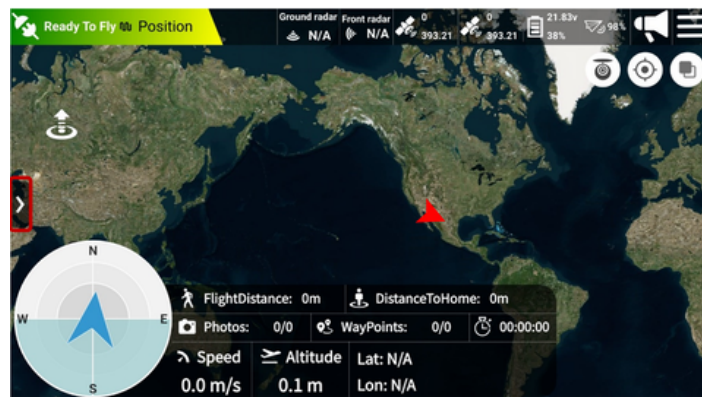 Ready To Fly Position
Ground radar Front radar 0 0 21.83v
N/A N/A 393.21 393.21 38% 98%
N
W E
S
FlightDistance: 0m DistanceToHome: 0m
Photos: 0/0 WayPoints: 0/0 00:00:00
Speed Altitude Lat: N/A
0.0 m/s 0.1 m Lon: N/A